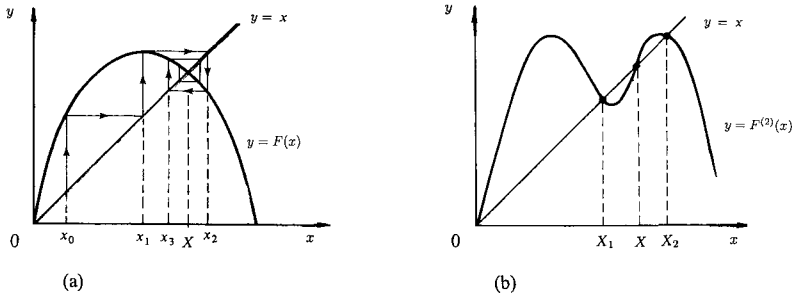 y
y = x
y = F(x)
0 x₀ x₁ x₃ X x₂ x
(a)
y
y = x
y = F⁽²⁾(x)
0 X₁ X X₂ x
(b)